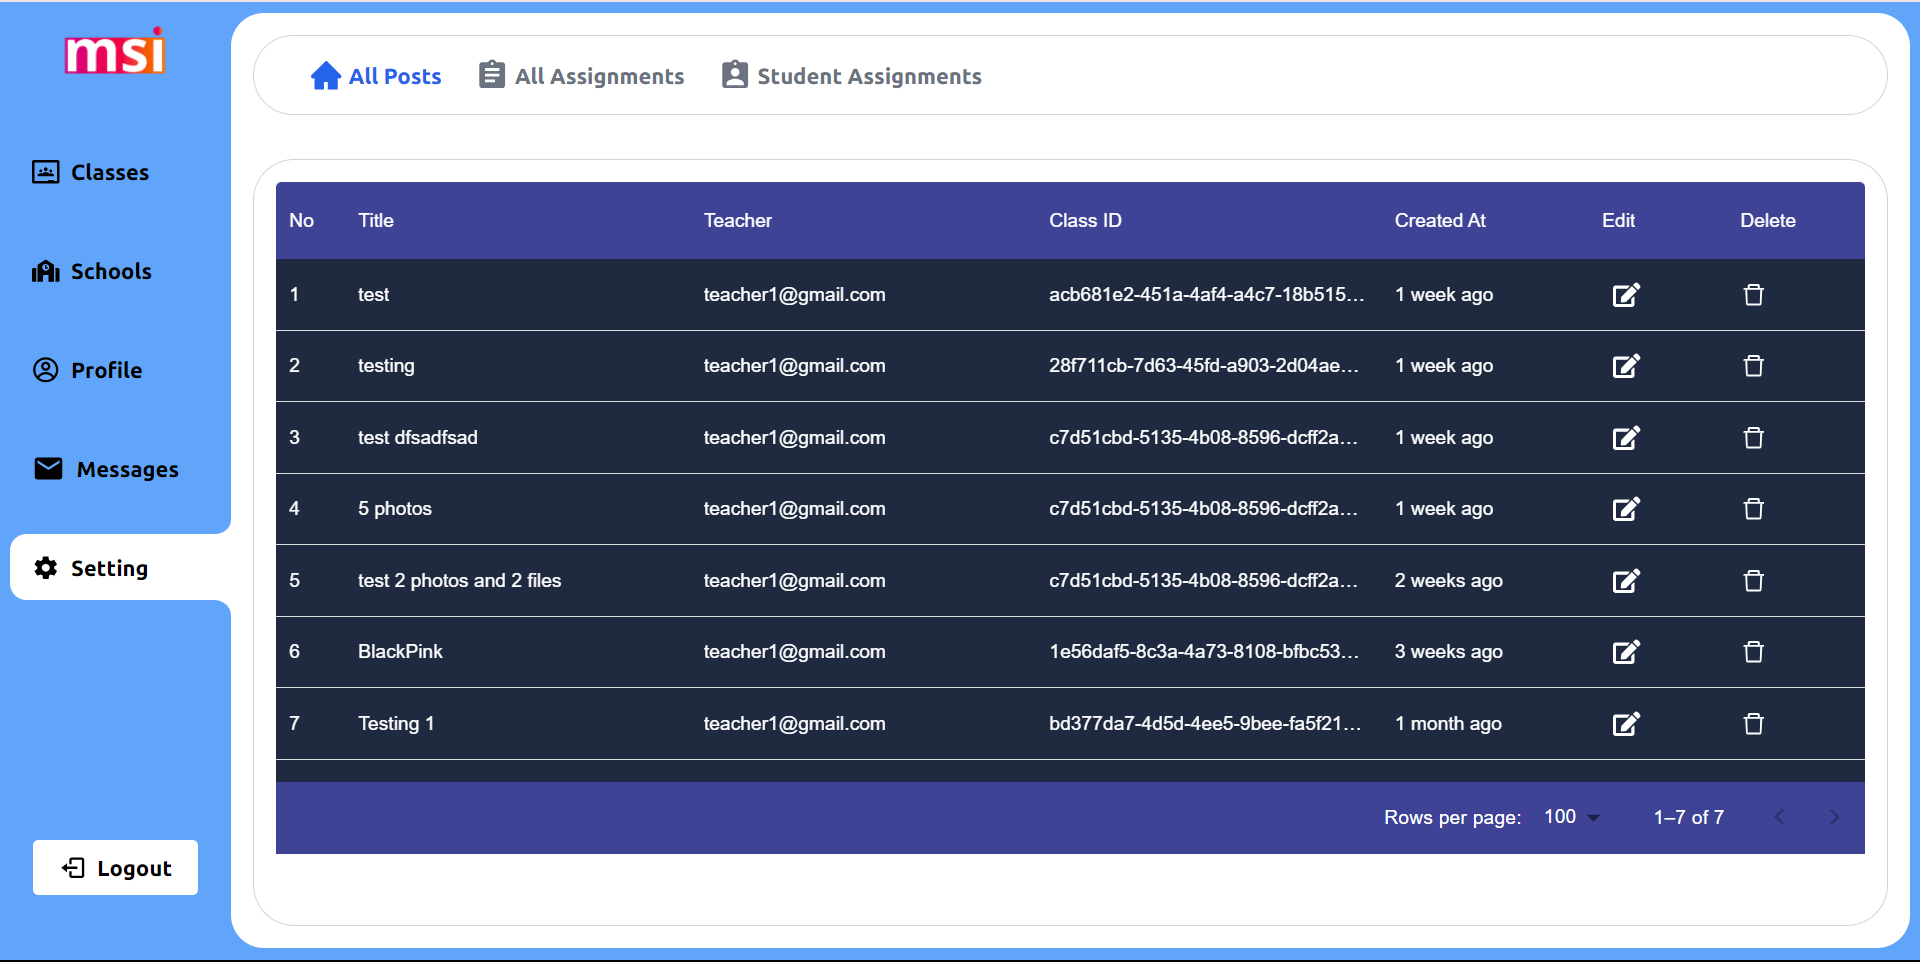 msi
All Posts
All Assignments
Student Assignments
Classes
Schools
Profile
Messages
Setting
Logout
No Title Teacher Class ID Created At Edit Delete
1 test teacher1@gmail.com acb681e2-451a-4af4-a4c7-18b515... 1 week ago
2 testing teacher1@gmail.com 28f711cb-7d63-45fd-a903-2d04ae... 1 week ago
3 test dfsadfsad teacher1@gmail.com c7d51cbd-5135-4b08-8596-dcff2a... 1 week ago
4 5 photos teacher1@gmail.com c7d51cbd-5135-4b08-8596-dcff2a... 1 week ago
5 test 2 photos and 2 files teacher1@gmail.com c7d51cbd-5135-4b08-8596-dcff2a... 2 weeks ago
6 BlackPink teacher1@gmail.com 1e56daf5-8c3a-4a73-8108-bfbc53... 3 weeks ago
7 Testing 1 teacher1@gmail.com bd377da7-4d5d-4ee5-9bee-fa5f21... 1 month ago
Rows per page: 100 1–7 of 7